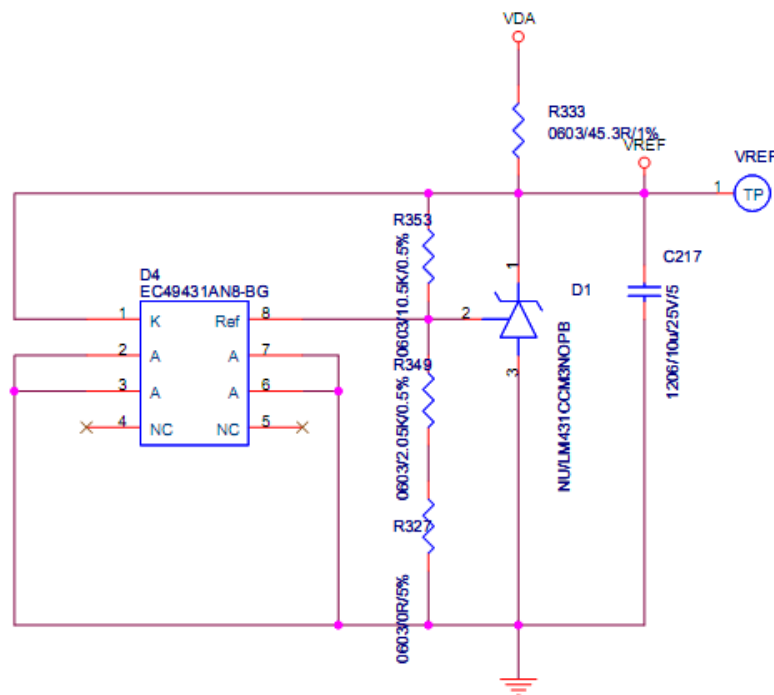 VDA
R333
0603/45.3R/1%
VREF
VREF
1
TP
R353
0603/10.5K/0.5%
1
C217
D4
EC49431AN8-BG
D1
1
K
Ref
8
2
2
A
A
7
3
A
A
6
4
NC
NC
5
R349
0603/2.05K/0.5%
3
NU/LM431CCM3NOPB
1206/10u/25V/5
R327
0603/0R/5%